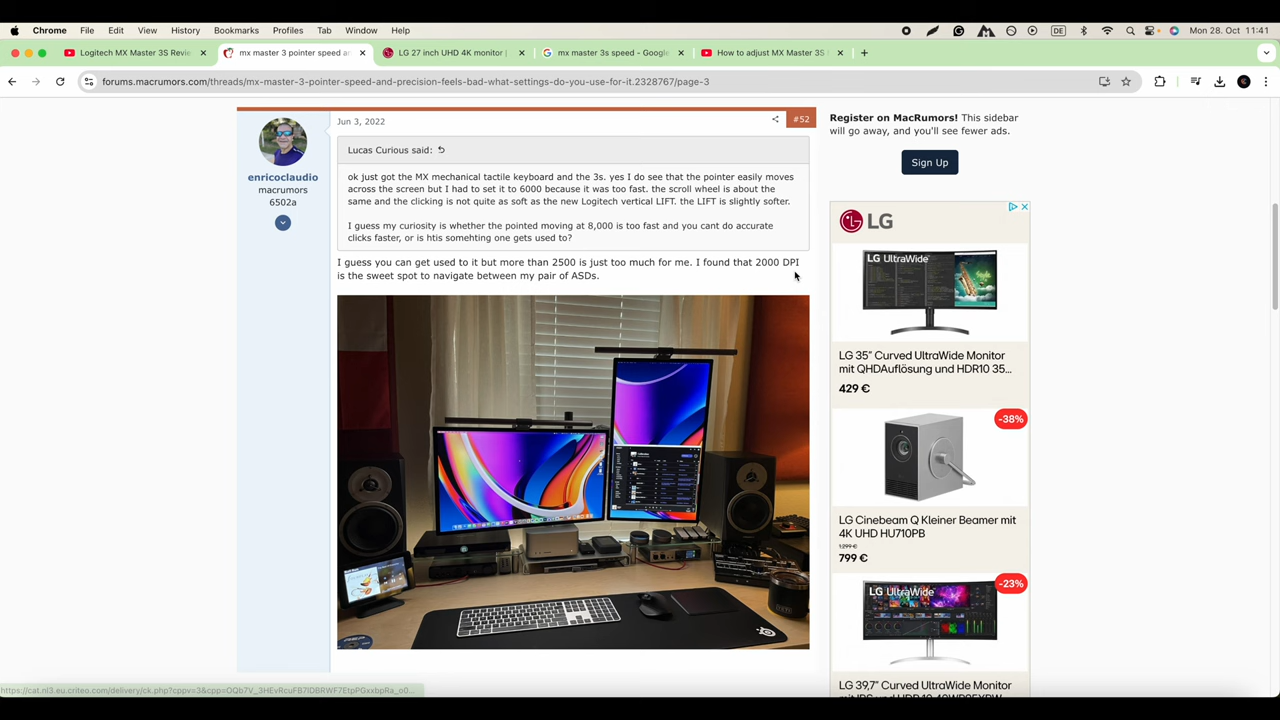 Chrome File Edit View History Bookmarks Profiles Tab Window Help DE Mon 28. Oct 11:41
Logitech MX Master 3S Revie
mx master 3 pointer speed an
LG 27 inch UHD 4K monitor |
mx master 3s speed - Google
How to adjust MX Master 3S
forums.macrumors.com/threads/mx-master-3-pointer-speed-and-precision-feels-bad-what-settings-do-you-use-for-it.2328767/page-3
Jun 3, 2022
#52
enricoclaudio
macrumors
6502a
Lucas Curious said:
ok just got the MX mechanical tactile keyboard and the 3s. yes I do see that the pointer easily moves
across the screen but I had to set it to 6000 because it was too fast. the scroll wheel is about the
same and the clicking is not quite as soft as the new Logitech vertical LIFT. the LIFT is slightly softer.
I guess my curiosity is whether the pointed moving at 8,000 is too fast and you cant do accurate
clicks faster, or is htis somehting one gets used to?
I guess you can get used to it but more than 2500 is just too much for me. I found that 2000 DPI
is the sweet spot to navigate between my pair of ASDs.
Register on MacRumors! This sidebar
will go away, and you'll see fewer ads.
Sign Up
LG
LG UltraWide
LG 35" Curved UltraWide Monitor
mit QHDAuflösung und HDR10 35...
429 €
-38%
LG Cinebeam Q Kleiner Beamer mit
4K UHD HU710PB
1.299 €
799 €
-23%
LG UltraWide
LG 39,7" Curved UltraWide Monitor